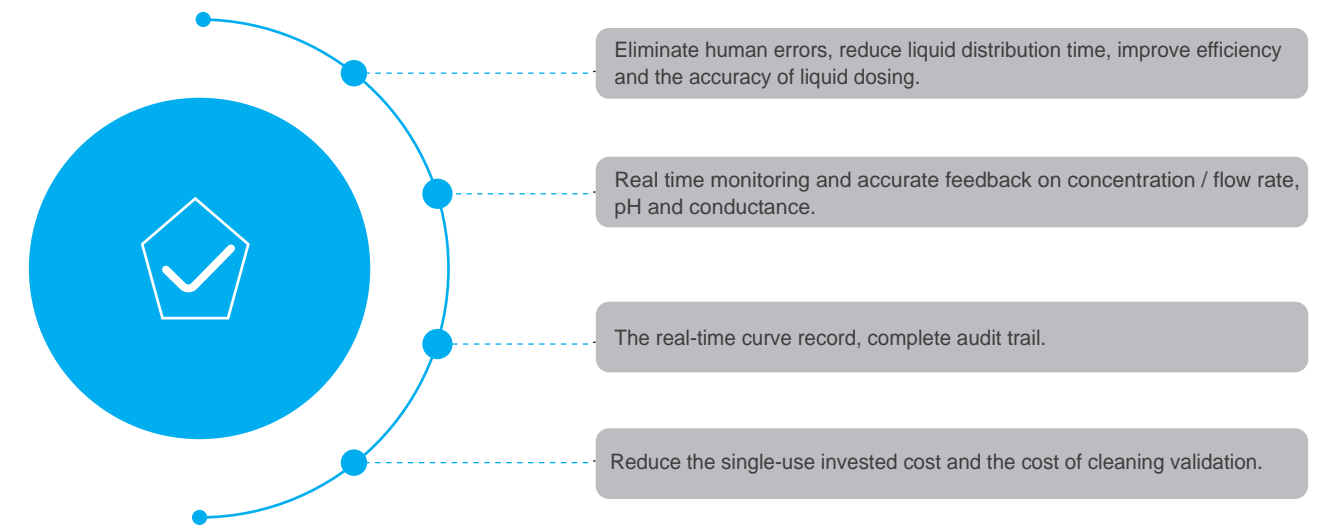 Eliminate human errors, reduce liquid distribution time, improve efficiency
and the accuracy of liquid dosing.
Real time monitoring and accurate feedback on concentration / flow rate,
pH and conductance.
The real-time curve record, complete audit trail.
Reduce the single-use invested cost and the cost of cleaning validation.